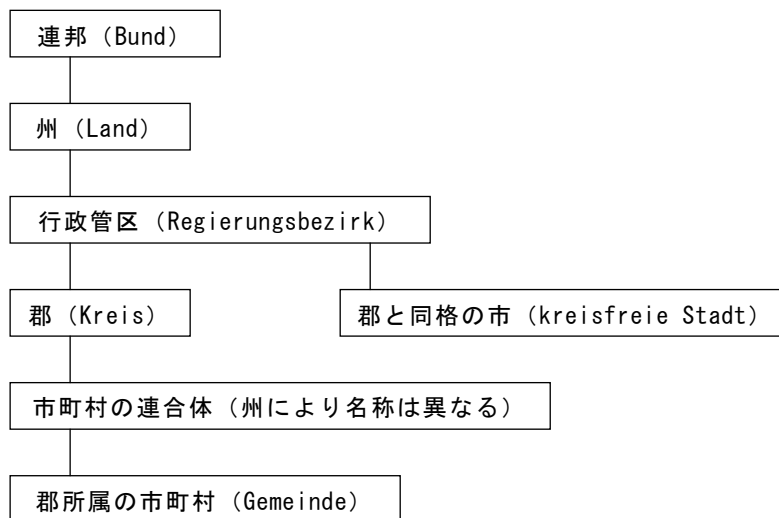 連邦（Bund）
州（Land）
行政管区（Regierungsbezirk）
郡（Kreis）
郡と同格の市（kreisfreie Stadt）
市町村の連合体（州により名称は異なる）
郡所属の市町村（Gemeinde）